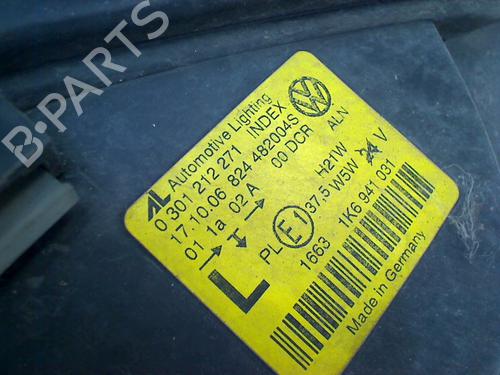 AL Automotive Lighting
0 301 212 271 INDEX
17.10.06 824 482004S
01 1a 02 A 00 DCR ALN
L PL E1 37.5 H21W W5W V
1663 1K6 941 031
Made in Germany
B